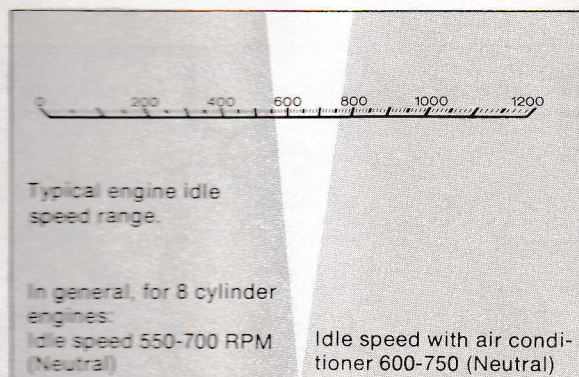 0 200 400 600 800 1000 1200
Typical engine idle
speed range.
In general, for 8 cylinder
engines:
Idle speed 550-700 RPM
(Neutral)
Idle speed with air condi-
tioner 600-750 (Neutral)